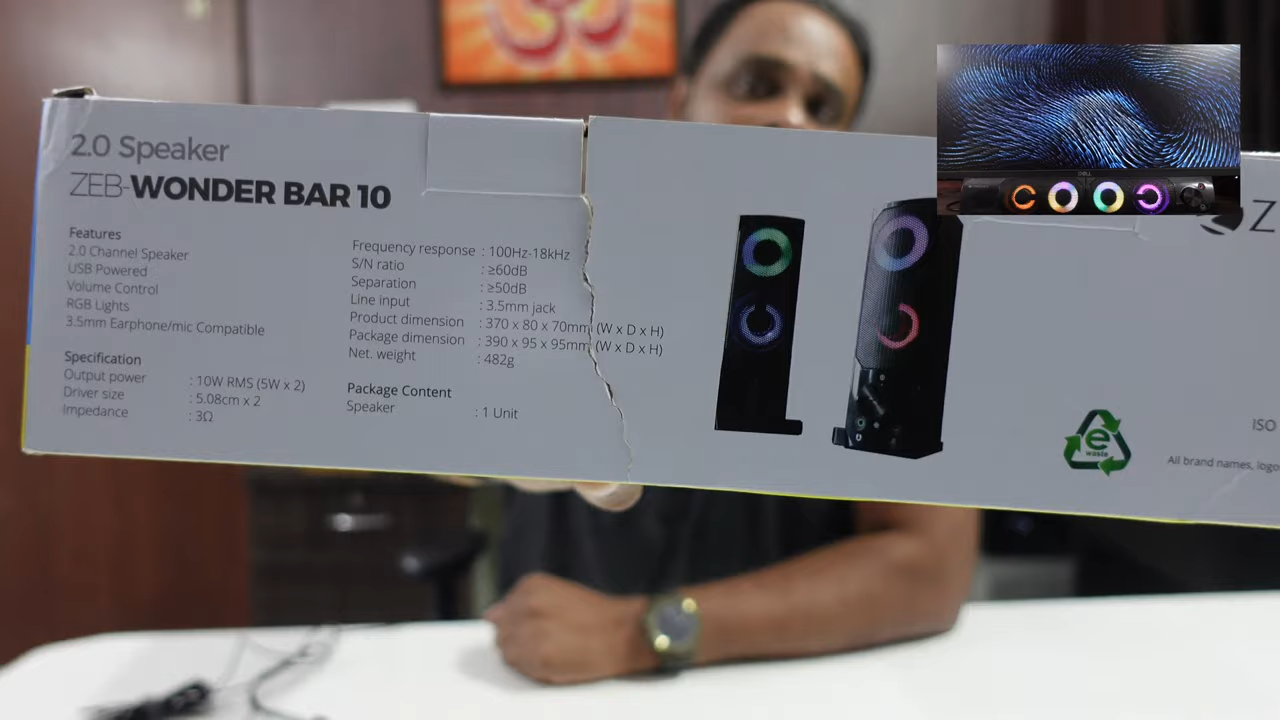 2.0 Speaker
ZEB-WONDER BAR 10
Features
2.0 Channel Speaker
USB Powered
Volume Control
RGB Lights
3.5mm Earphone/mic Compatible
Specification
Output power : 10W RMS (5W x 2)
Driver size : 5.08cm x 2
Impedance : 3Ω
Frequency response : 100Hz-18kHz
S/N ratio : ≥60dB
Separation : ≥50dB
Line input : 3.5mm jack
Product dimension : 370 x 80 x 70mm (W x D x H)
Package dimension : 390 x 95 x 95mm (W x D x H)
Net. weight : 482g
Package Content
Speaker : 1 Unit
DELL
Z
e
waste
ISO
All brand names, logo